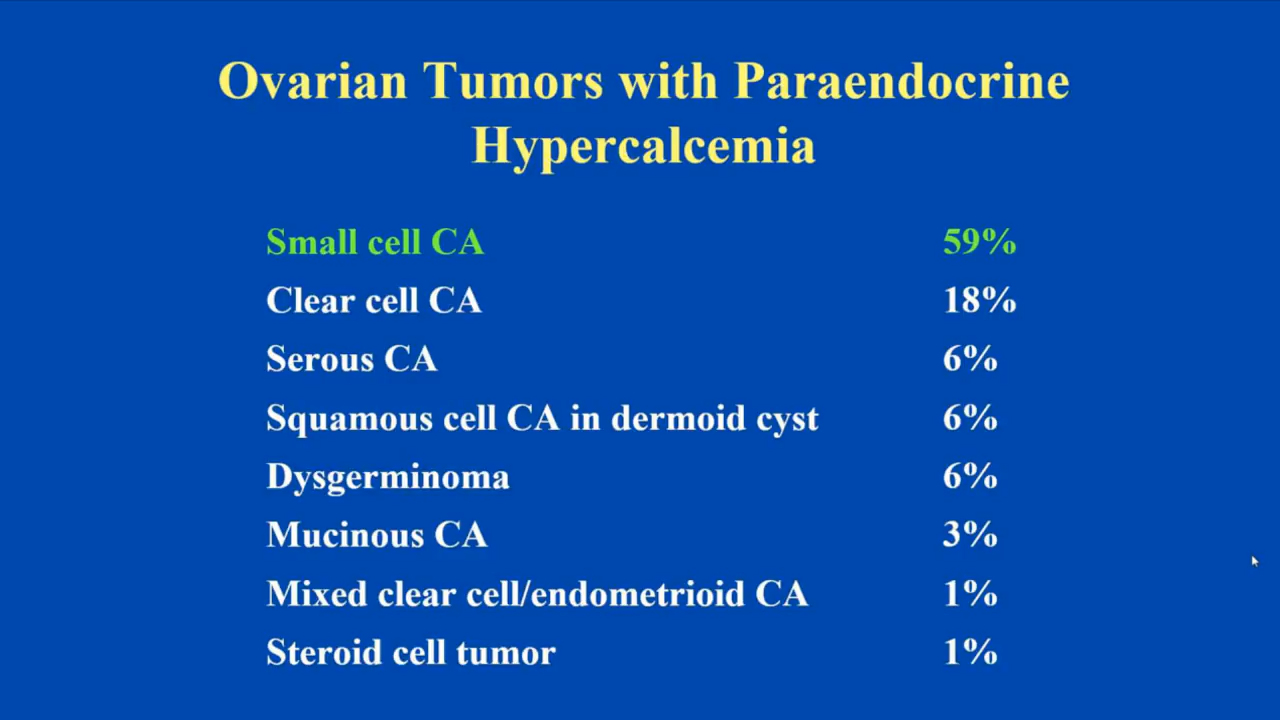 Ovarian Tumors with Paraendocrine
Hypercalcemia
Small cell CA 59%
Clear cell CA 18%
Serous CA 6%
Squamous cell CA in dermoid cyst 6%
Dysgerminoma 6%
Mucinous CA 3%
Mixed clear cell/endometrioid CA 1%
Steroid cell tumor 1%